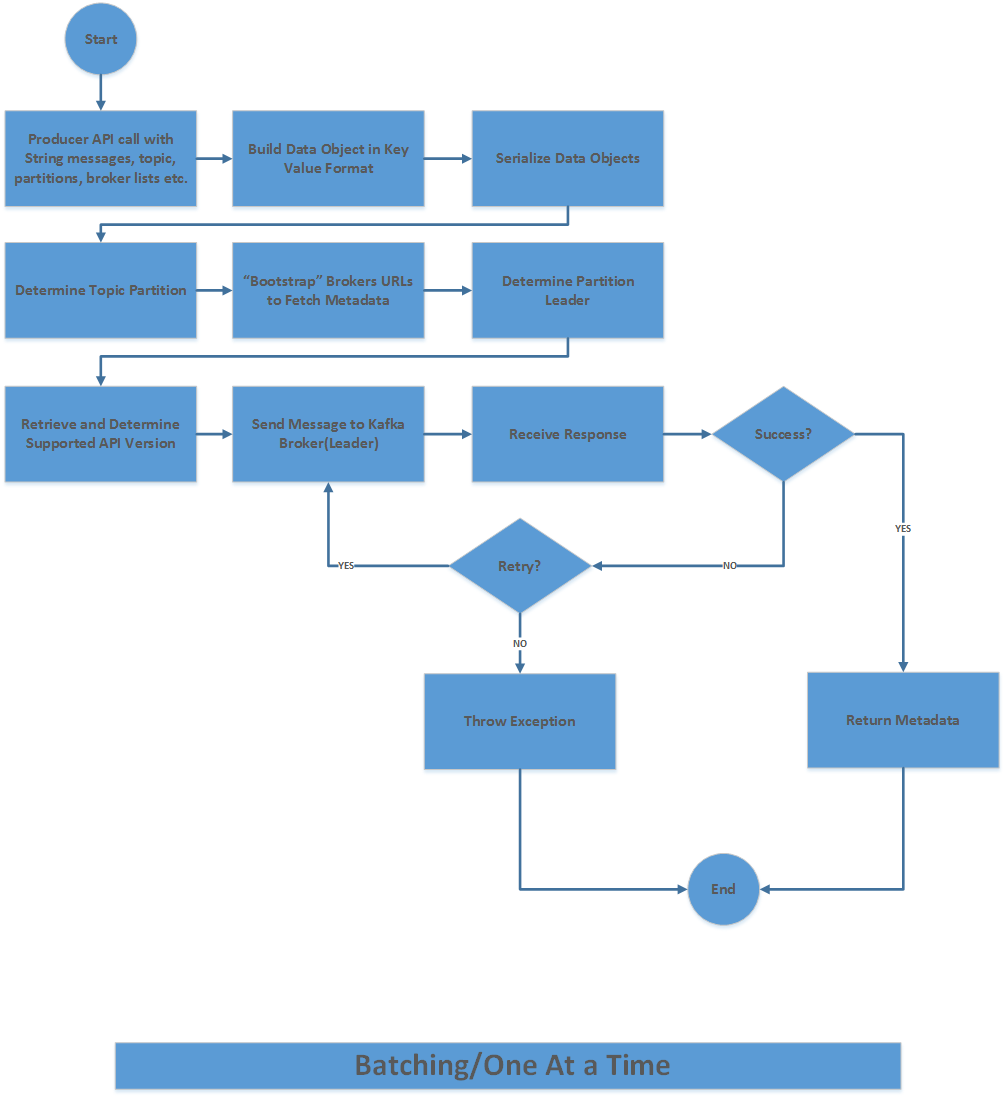 Start
Producer API call with
String messages, topic,
partitions, broker lists etc.
Build Data Object in Key
Value Format
Serialize Data Objects
Determine Topic Partition
“Bootstrap” Brokers URLs
to Fetch Metadata
Determine Partition
Leader
Retrieve and Determine
Supported API Version
Send Message to Kafka
Broker(Leader)
Receive Response
Success?
YES
NO
Retry?
YES
NO
Throw Exception
Return Metadata
End
Batching/One At a Time